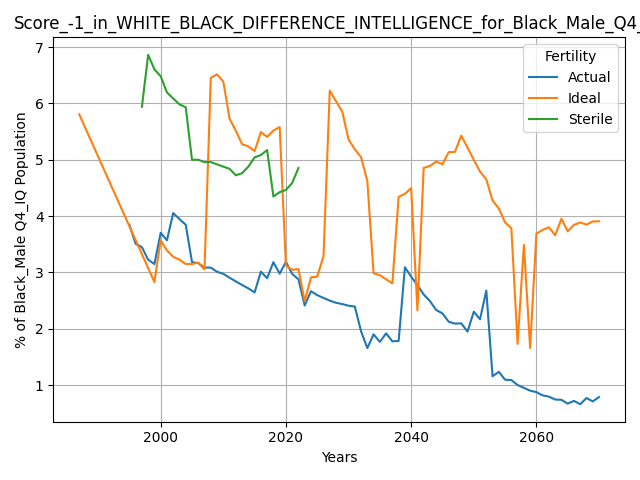 Score_-1_in_WHITE_BLACK_DIFFERENCE_INTELLIGENCE_for_Black_Male_Q4_
Fertility
Actual
Ideal
Sterile
% of Black_Male Q4_IQ Population
7
6
5
4
3
2
1
2000 2020 2040 2060
Years